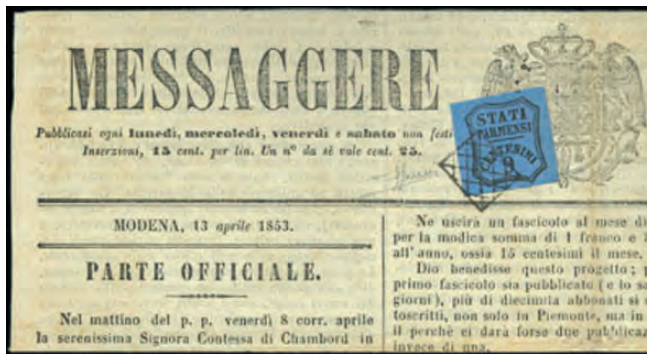 MESSAGGERE
Pubblicasi ogni lunedì, mercoledì, venerdì e sabato non festi
Inserzioni, 15 cent. per lin. Un nº da sè vale cent. 25.
STATI
PARMENSI
CENTESIMI
9
MODENA, 13 aprile 1853.
PARTE OFFICIALE.
Nel mattino del p. p. venerdì 8 corr. aprile
la serenissima Signora Contessa di Chambord in
Ne uscirà un fascicolo al mese di
per la modica somma di 1 franco e
all'anno, ossia 15 centesimi il mese.
Dio benedisse questo progetto;
primo fascicolo sia pubblicato (e lo sa
giorni), più di diecimila abbonati si
toscritti, non solo in Piemonte, ma in
il perchè ci darà forse due pubblicaz
invece di una.